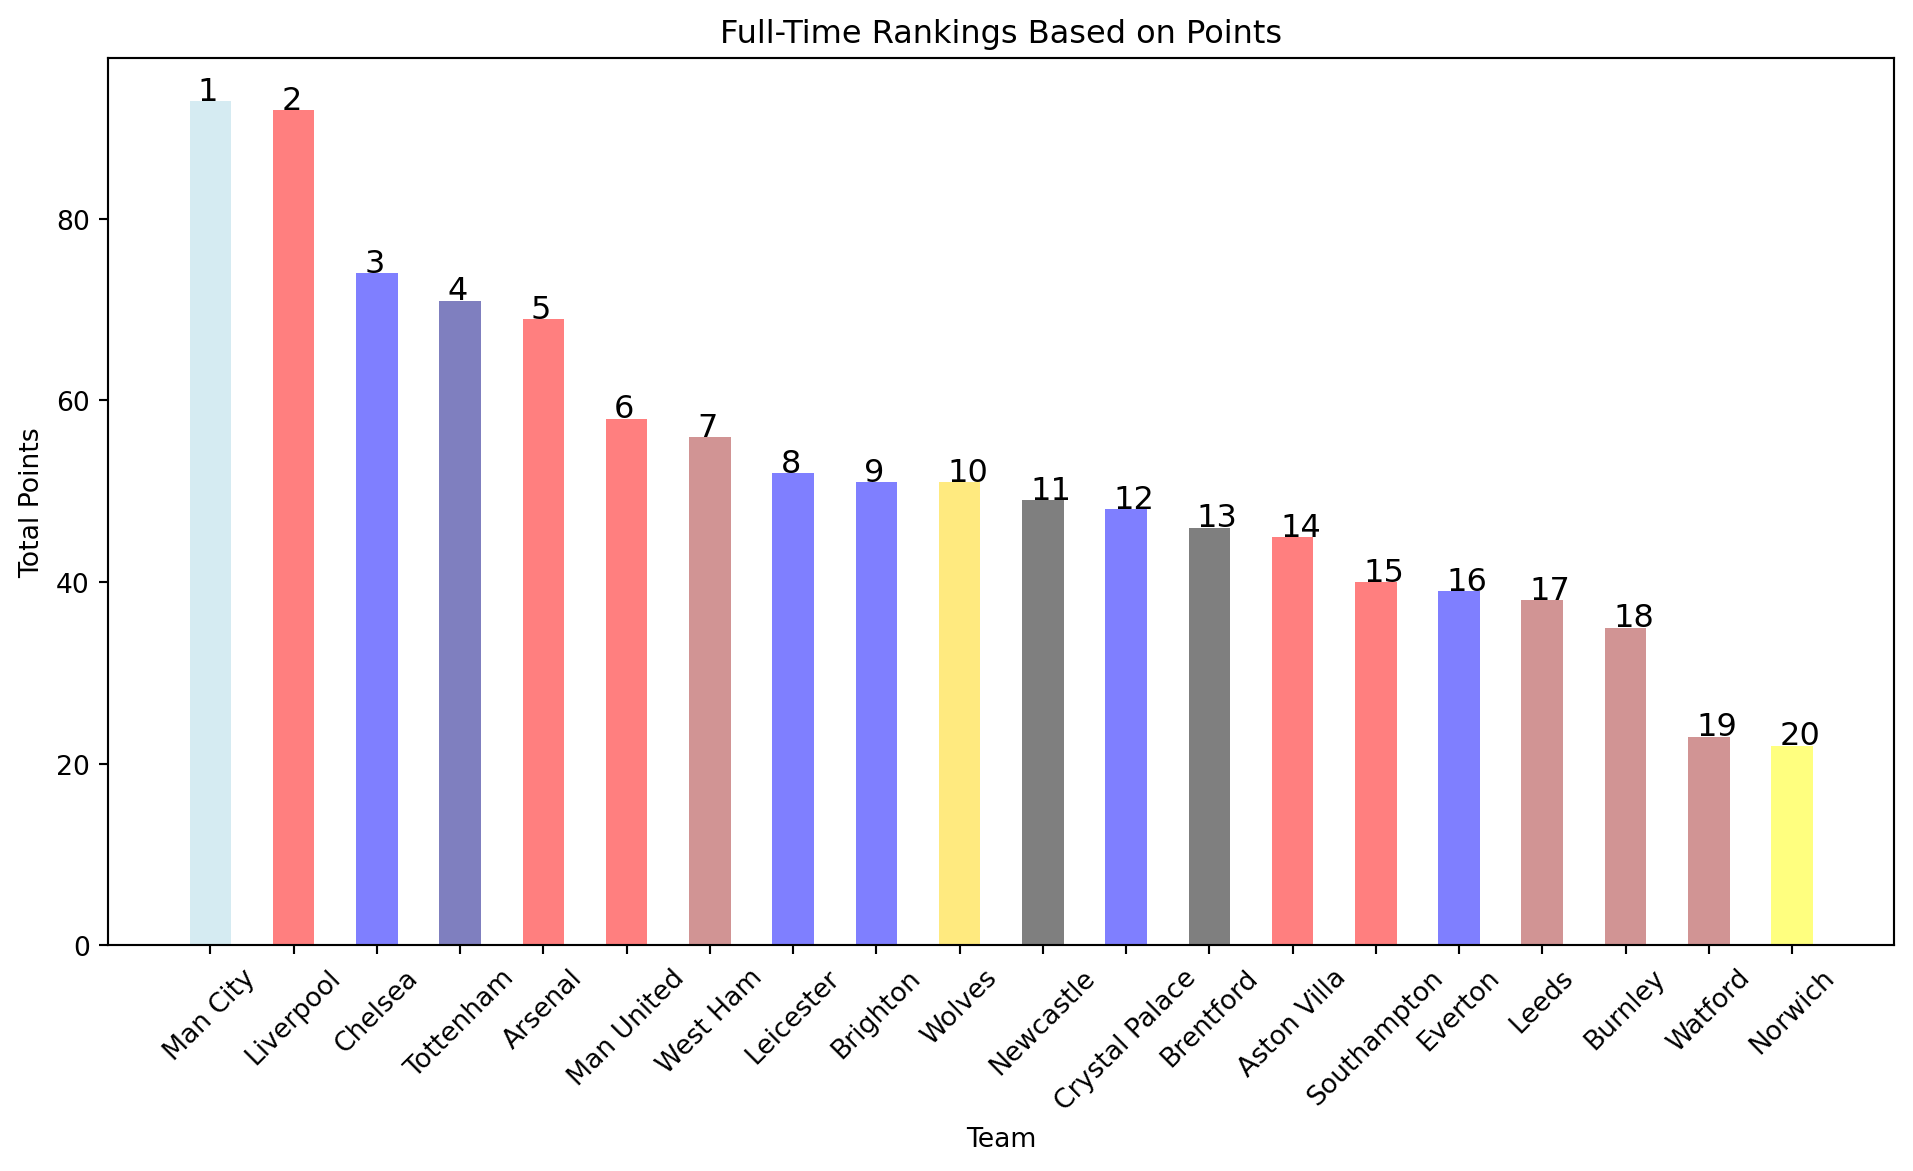 Full-Time Rankings Based on Points
1
2
3
4
5
6
7
8
9
10
11
12
13
14
15
16
17
18
19
20
Total Points
80
60
40
20
0
Man City
Liverpool
Chelsea
Tottenham
Arsenal
Man United
West Ham
Leicester
Brighton
Wolves
Newcastle
Crystal Palace
Brentford
Aston Villa
Southampton
Everton
Leeds
Burnley
Watford
Norwich
Team